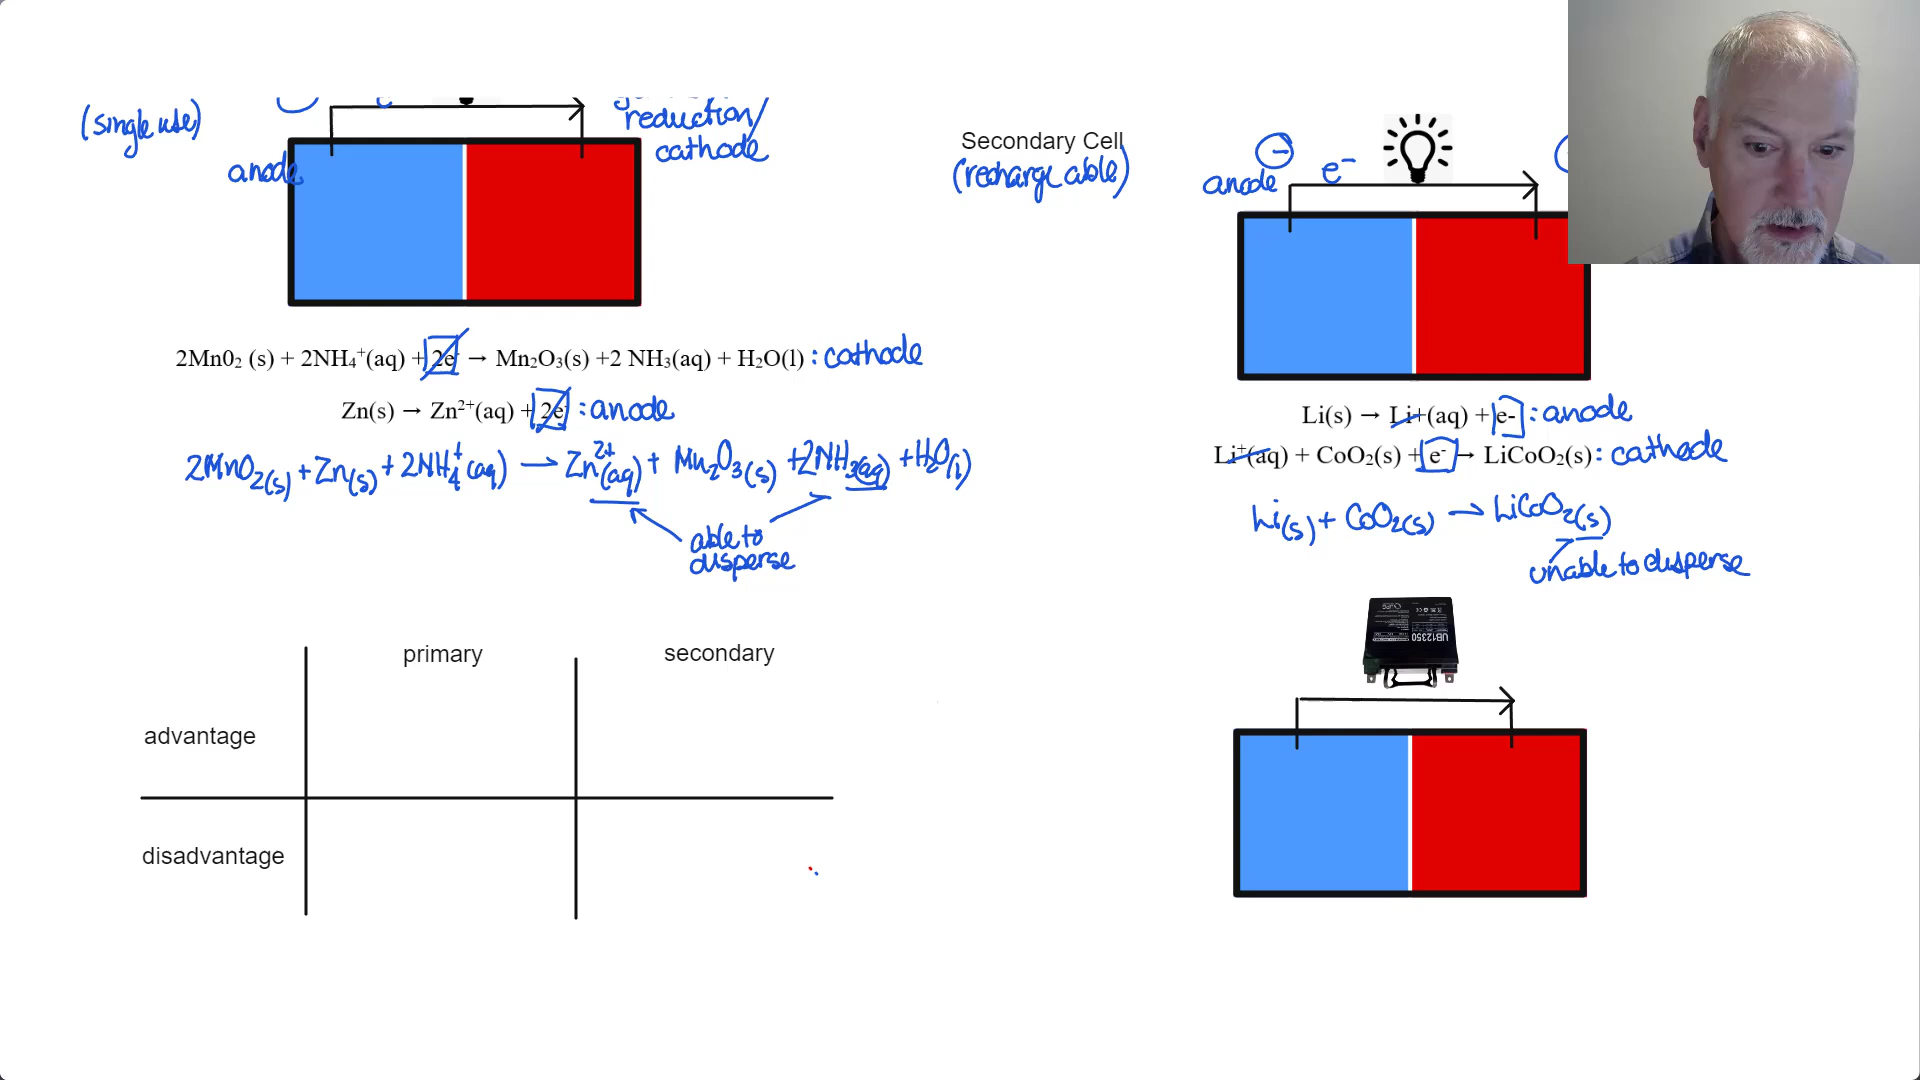 (single use)
reduction/
cathode
anode
2Mn0₂ (s) + 2NH₄⁺(aq) + 2e → Mn₂O₃(s) +2 NH₃(aq) + H₂O(l) : cathode
Zn(s) → Zn²⁺(aq) + 2e : anode
2MnO₂(s) + Zn(s) + 2NH₄⁺(aq) → Zn²⁺(aq) + Mn₂O₃(s) + 2NH₃(aq) + H₂O(l)
able to
disperse
primary secondary
advantage
disadvantage
Secondary Cell
(rechargeable)
⊖
anode e⁻
Li(s) → Li+(aq) + e- : anode
Li⁺(aq) + CoO₂(s) + e⁻ → LiCoO₂(s) : cathode
Li(s) + CoO₂(s) → LiCoO₂(s)
unable to disperse
UB12350